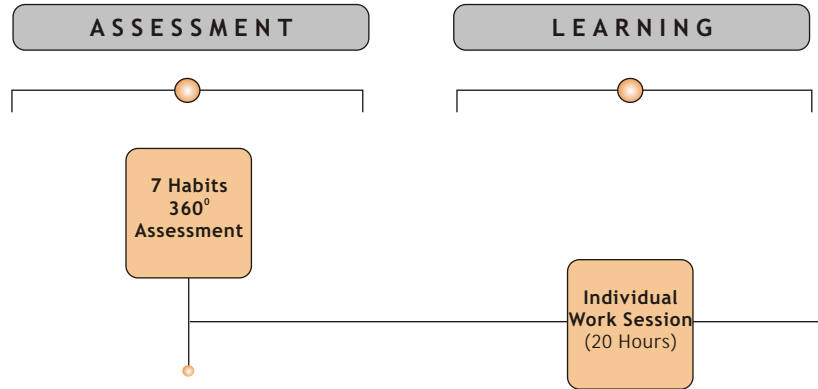 ASSESSMENT
LEARNING
7 Habits
360⁰
Assessment
Individual
Work Session
(20 Hours)